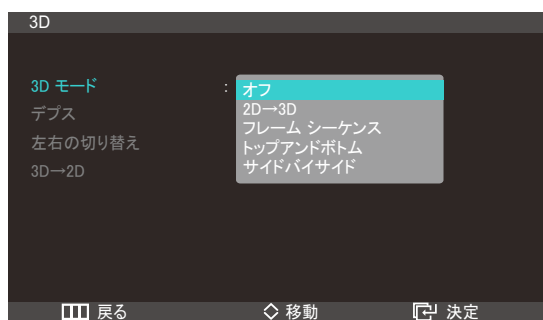 3D
3D モード : オフ
2D→3D
デプス
フレーム シーケンス
左右の切り替え
トップアンドボトム
3D→2D
サイドバイサイド
戻る 移動 決定